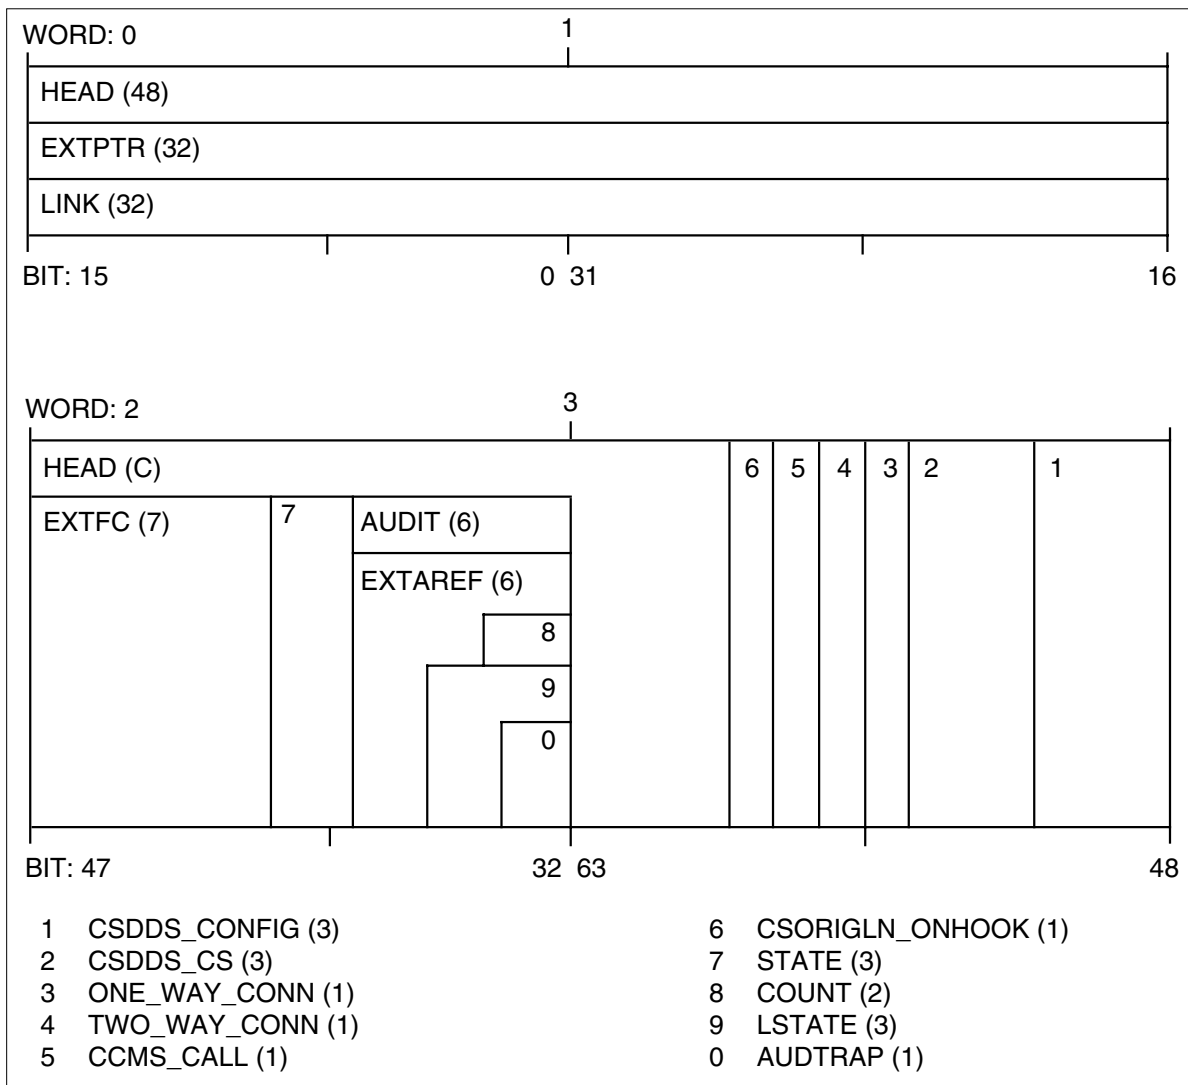 WORD: 0 1
HEAD (48)
EXTPTR (32)
LINK (32)
BIT: 15 0 31 16
WORD: 2 3
HEAD (C) 6 5 4 3 2 1
EXTFC (7) 7 AUDIT (6)
EXTAREF (6)
8
9
0
BIT: 47 32 63 48
1 CSDDS_CONFIG (3) 6 CSORIGLN_ONHOOK (1)
2 CSDDS_CS (3) 7 STATE (3)
3 ONE_WAY_CONN (1) 8 COUNT (2)
4 TWO_WAY_CONN (1) 9 LSTATE (3)
5 CCMS_CALL (1) 0 AUDTRAP (1)